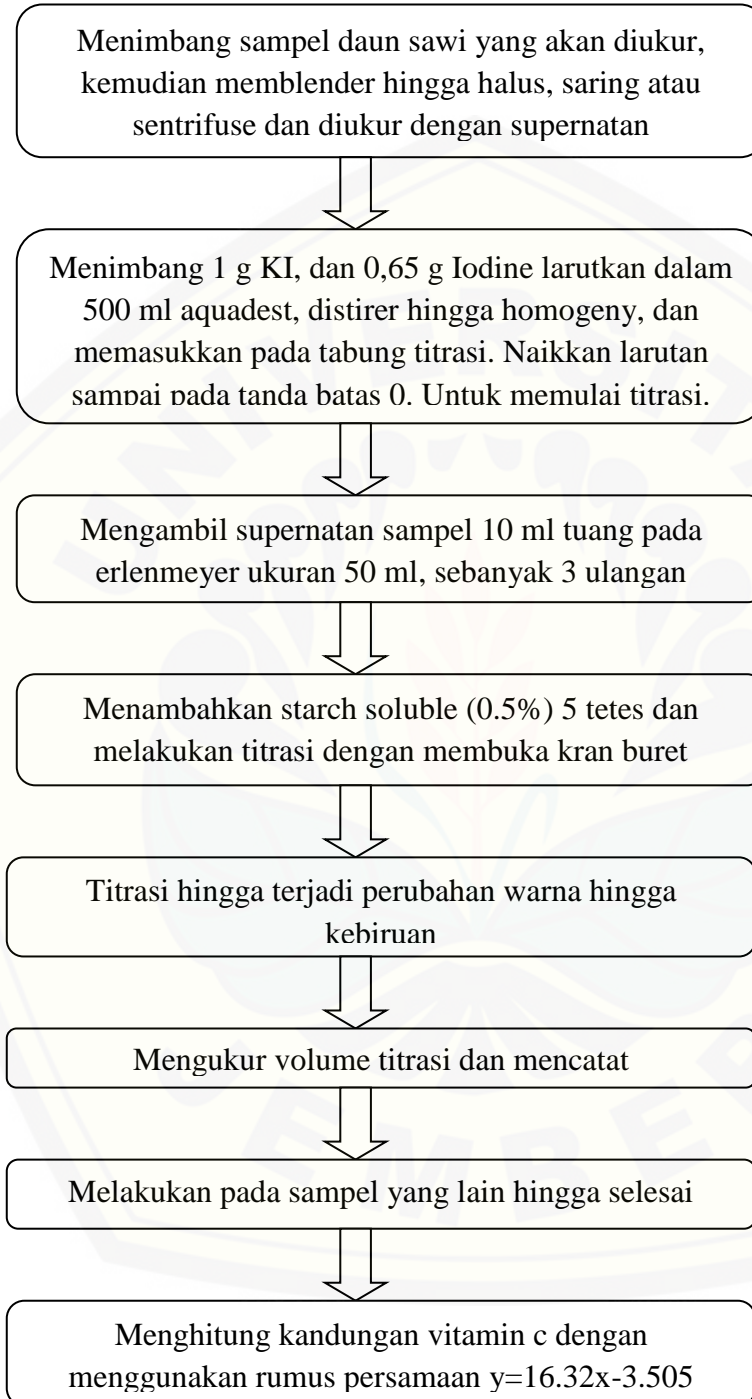 Menimbang sampel daun sawi yang akan diukur,
kemudian memblender hingga halus, saring atau
sentrifuse dan diukur dengan supernatan
Menimbang 1 g KI, dan 0,65 g Iodine larutkan dalam
500 ml aquadest, distirer hingga homogeny, dan
memasukkan pada tabung titrasi. Naikkan larutan
sampai pada tanda batas 0. Untuk memulai titrasi.
Mengambil supernatan sampel 10 ml tuang pada
erlenmeyer ukuran 50 ml, sebanyak 3 ulangan
Menambahkan starch soluble (0.5%) 5 tetes dan
melakukan titrasi dengan membuka kran buret
Titrasi hingga terjadi perubahan warna hingga
kebiruan
Mengukur volume titrasi dan mencatat
Melakukan pada sampel yang lain hingga selesai
Menghitung kandungan vitamin c dengan
menggunakan rumus persamaan y=16.32x-3.505